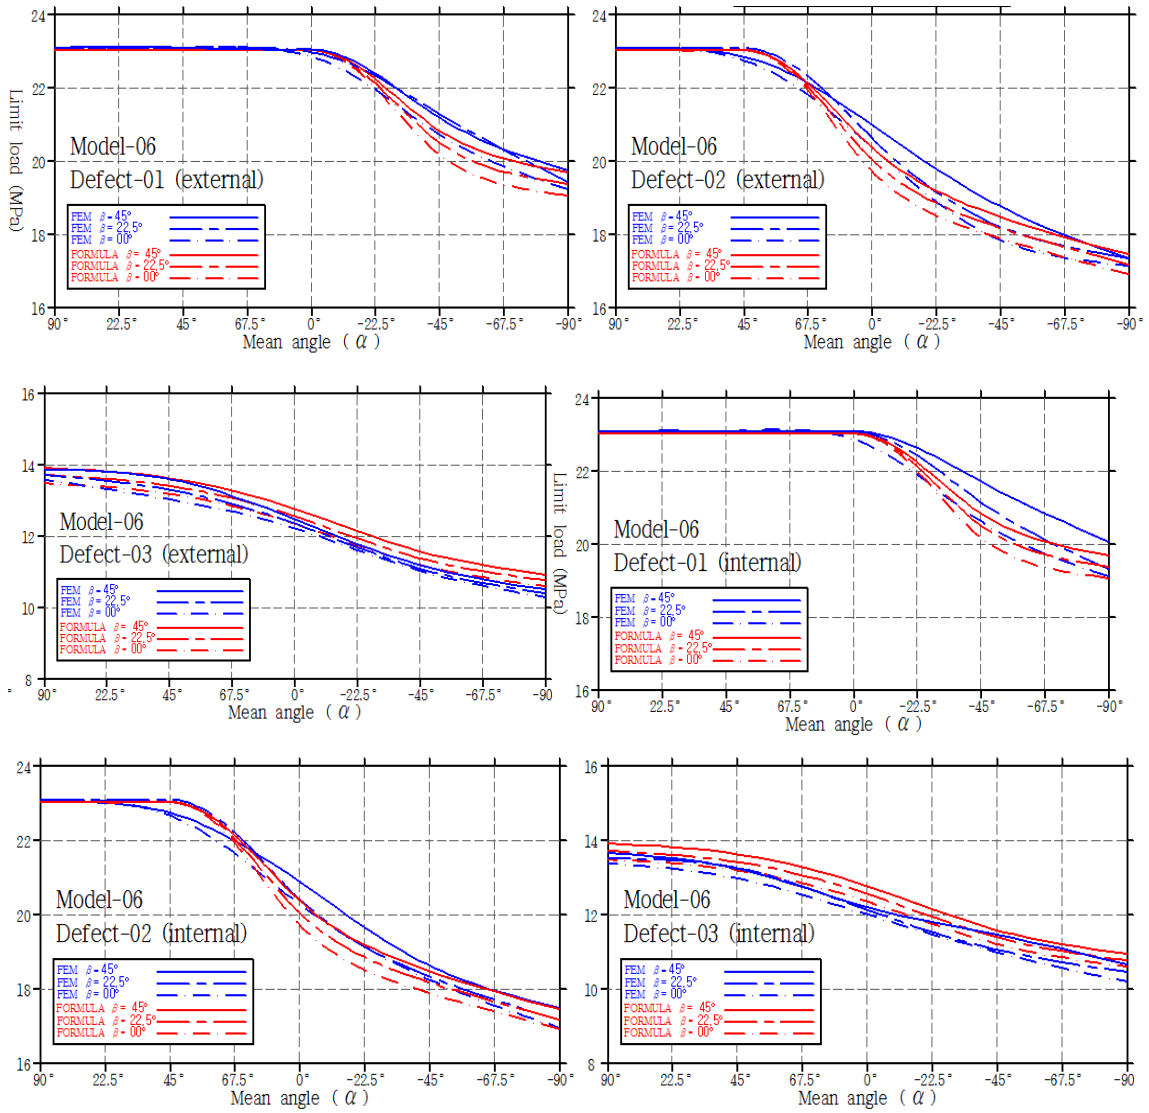 24
22
20
18
16
Limit load (MPa)
Model-06
Defect-01 (external)
FEM β=45°
FEM β=22.5°
FEM β=00°
FORMULA β= 45°
FORMULA β=22.5°
FORMULA β=00°
90° 22.5° 45° 67.5° 0° -22.5° -45° -67.5° -90°
Mean angle (α)
24
22
20
18
16
Model-06
Defect-02 (external)
FEM β=45°
FEM β=22.5°
FEM β=00°
FORMULA β= 45°
FORMULA β=22.5°
FORMULA β=00°
90° 22.5° 45° 67.5° 0° -22.5° -45° -67.5° -90°
Mean angle (α)
16
14
12
10
8
Model-06
Defect-03 (external)
FEM β=45°
FEM β=22.5°
FEM β=00°
FORMULA β= 45°
FORMULA β=22.5°
FORMULA β=00°
90° 22.5° 45° 67.5° 0° -22.5° -45° -67.5° -90
Mean angle (α)
24
22
20
18
16
Limit load (MPa)
Model-06
Defect-01 (internal)
FEM β=45°
FEM β=22.5°
FEM β=00°
FORMULA β= 45°
FORMULA β=22.5°
FORMULA β=00°
90° 22.5° 45° 67.5° 0° -22.5° -45° -67.5° -90°
Mean angle (α)
24
22
20
18
16
Model-06
Defect-02 (internal)
FEM β=45°
FEM β=22.5°
FEM β=00°
FORMULA β= 45°
FORMULA β=22.5°
FORMULA β=00°
90° 22.5° 45° 67.5° 0° -22.5° -45° -67.5° -90°
Mean angle (α)
16
14
12
10
8
Model-06
Defect-03 (internal)
FEM β=45°
FEM β=22.5°
FEM β=00°
FORMULA β= 45°
FORMULA β=22.5°
FORMULA β=00°
90° 22.5° 45° 67.5° 0° -22.5° -45° -67.5° -90°
Mean angle (α)